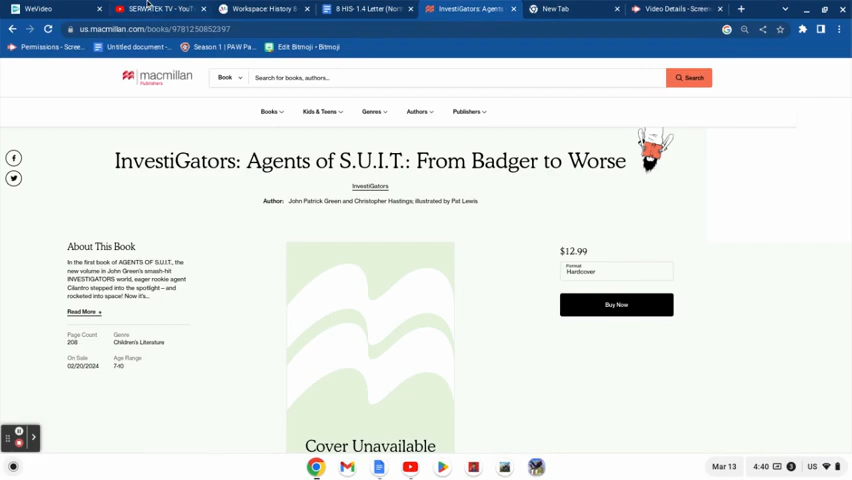 WeVideo
SERWATEK TV - YouT
Workspace: History 8
8 HIS- 1.4 Letter (Nort
InvestiGators: Agents
New Tab
Video Details - Screen
us.macmillan.com/books/9781250852397
Permissions - Scree...
Untitled document -...
Season 1 | PAW Pa...
Edit Bitmoji - Bitmoji
macmillan
Publishers
Book
Search for books, authors...
Search
Books
Kids & Teens
Genres
Authors
Publishers
InvestiGators: Agents of S.U.I.T.: From Badger to Worse
InvestiGators
Author: John Patrick Green and Christopher Hastings; illustrated by Pat Lewis
About This Book
In the first book of AGENTS OF S.U.I.T., the
new volume in John Green's smash-hit
INVESTIGATORS world, eager rookie agent
Cilantro stepped into the spotlight – and
rocketed into space! Now it's...
Read More +
Page Count
208
Genre
Children's Literature
On Sale
02/20/2024
Age Range
7-10
Cover Unavailable
$12.99
Format
Hardcover
Buy Now
Mar 13
4:40
3
US